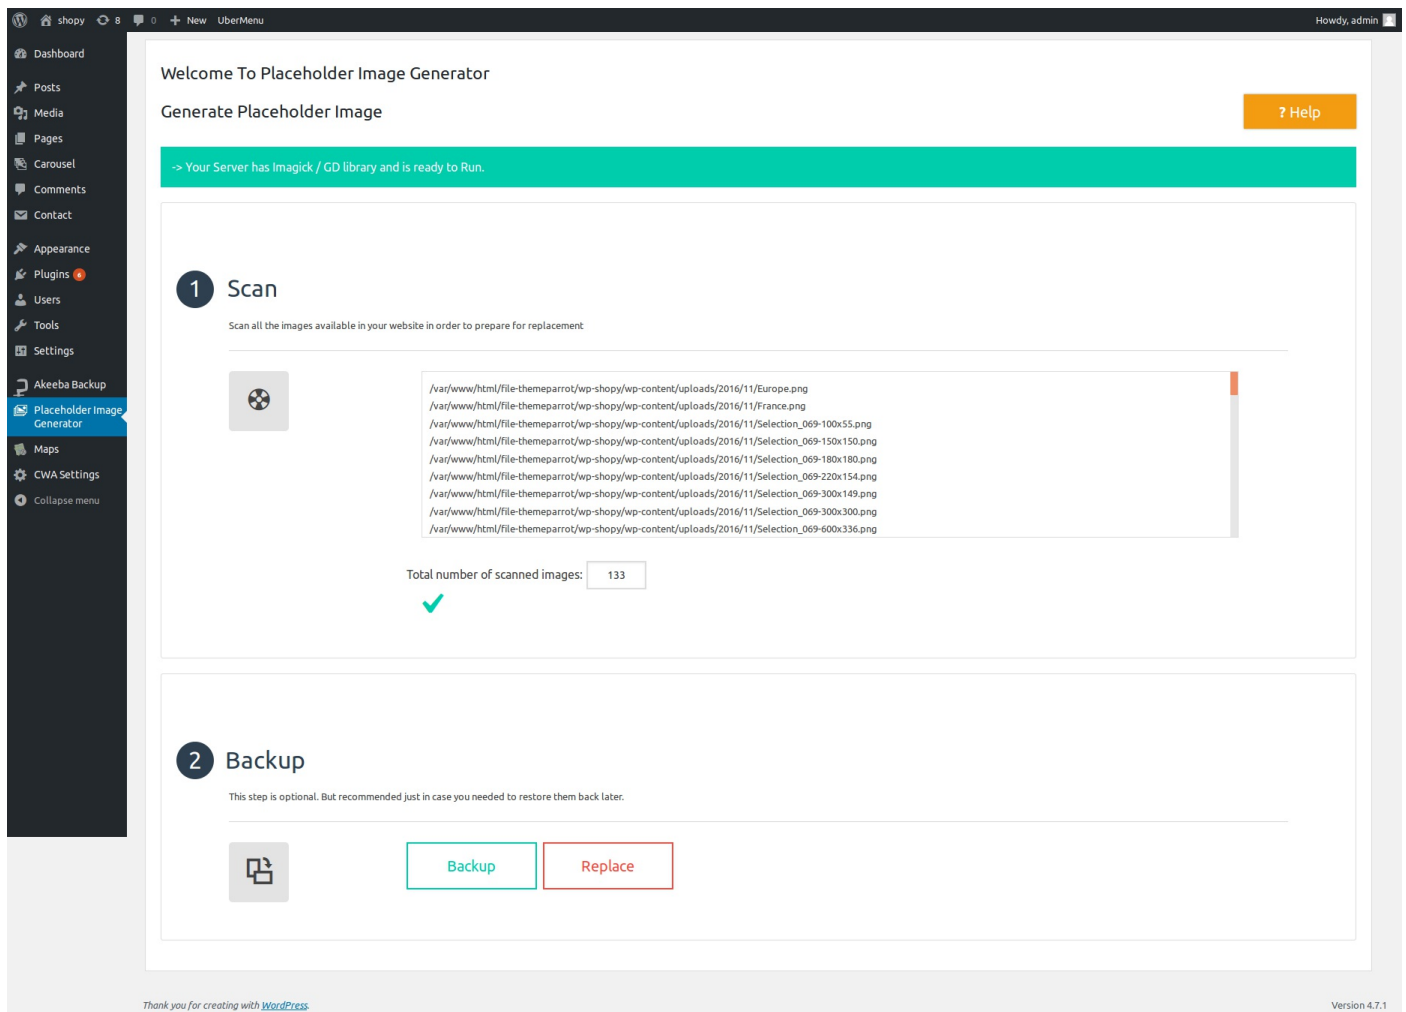 shopy 8 0 + New UberMenu Howdy, admin
Dashboard
Posts
Media
Pages
Carousel
Comments
Contact
Appearance
Plugins 6
Users
Tools
Settings
Akeeba Backup
Placeholder Image
Generator
Maps
CWA Settings
Collapse menu
Welcome To Placeholder Image Generator
Generate Placeholder Image
? Help
-> Your Server has Imagick / GD library and is ready to Run.
1 Scan
Scan all the images available in your website in order to prepare for replacement
/var/www/html/file-themeparrot/wp-shopy/wp-content/uploads/2016/11/Europe.png
/var/www/html/file-themeparrot/wp-shopy/wp-content/uploads/2016/11/France.png
/var/www/html/file-themeparrot/wp-shopy/wp-content/uploads/2016/11/Selection_069-100x55.png
/var/www/html/file-themeparrot/wp-shopy/wp-content/uploads/2016/11/Selection_069-150x150.png
/var/www/html/file-themeparrot/wp-shopy/wp-content/uploads/2016/11/Selection_069-180x180.png
/var/www/html/file-themeparrot/wp-shopy/wp-content/uploads/2016/11/Selection_069-220x154.png
/var/www/html/file-themeparrot/wp-shopy/wp-content/uploads/2016/11/Selection_069-300x149.png
/var/www/html/file-themeparrot/wp-shopy/wp-content/uploads/2016/11/Selection_069-300x300.png
/var/www/html/file-themeparrot/wp-shopy/wp-content/uploads/2016/11/Selection_069-600x336.png
Total number of scanned images: 133
2 Backup
This step is optional. But recommended just in case you needed to restore them back later.
Backup Replace
Thank you for creating with WordPress. Version 4.7.1